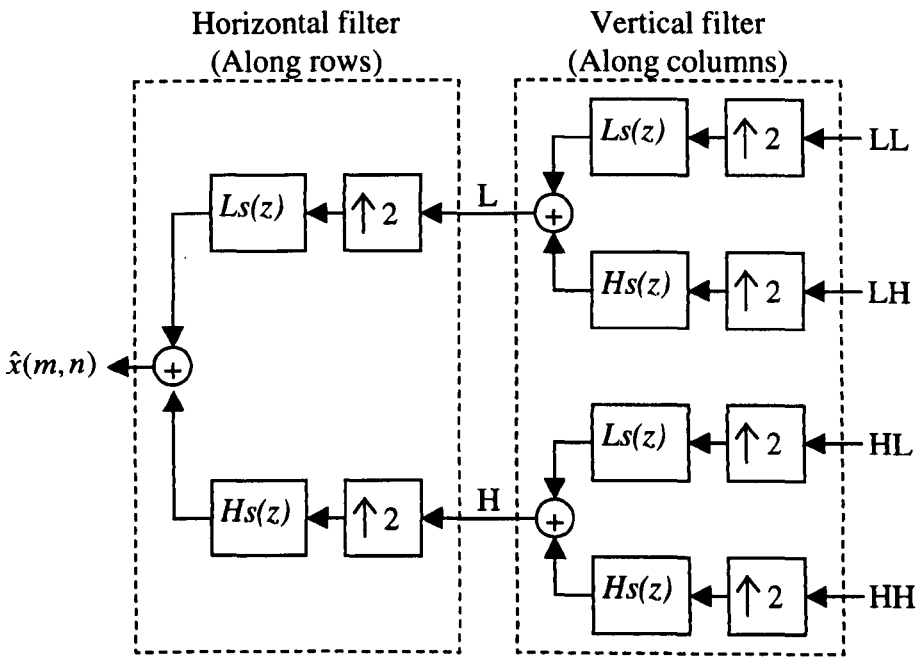 Horizontal filter
(Along rows)
Vertical filter
(Along columns)
Ls(z)
↑ 2
LL
Ls(z)
↑ 2
L
+
Hs(z)
↑ 2
LH
x̂(m,n)
+
Ls(z)
↑ 2
HL
Hs(z)
↑ 2
H
+
Hs(z)
↑ 2
HH